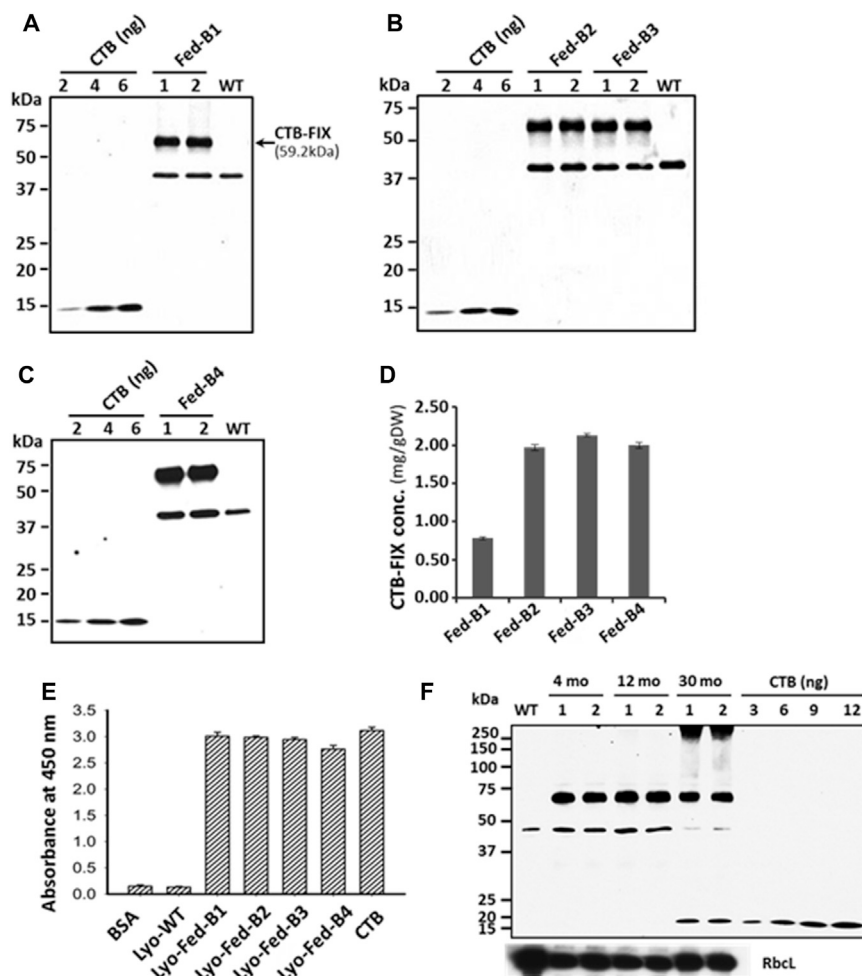 A
CTB (ng)
Fed-B1
2 4 6 1 2 WT
kDa
75
50
37
25
20
15
CTB-FIX
(59.2kDa)
B
CTB (ng)
Fed-B2
Fed-B3
2 4 6 1 2 1 2 WT
kDa
75
50
37
25
20
15
C
CTB (ng)
Fed-B4
2 4 6 1 2 WT
kDa
75
50
37
25
20
15
D
CTB-FIX conc. (mg/gDW)
2.50
2.00
1.50
1.00
0.50
0.00
Fed-B1
Fed-B2
Fed-B3
Fed-B4
E
Absorbance at 450 nm
3.5
3.0
2.5
2.0
1.5
1.0
0.5
0.0
BSA
Lyo-WT
Lyo-Fed-B1
Lyo-Fed-B2
Lyo-Fed-B3
Lyo-Fed-B4
CTB
F
4 mo 12 mo 30 mo CTB (ng)
kDa
WT 1 2 1 2 1 2 3 6 9 12
250
150
100
75
50
37
25
20
15
RbcL